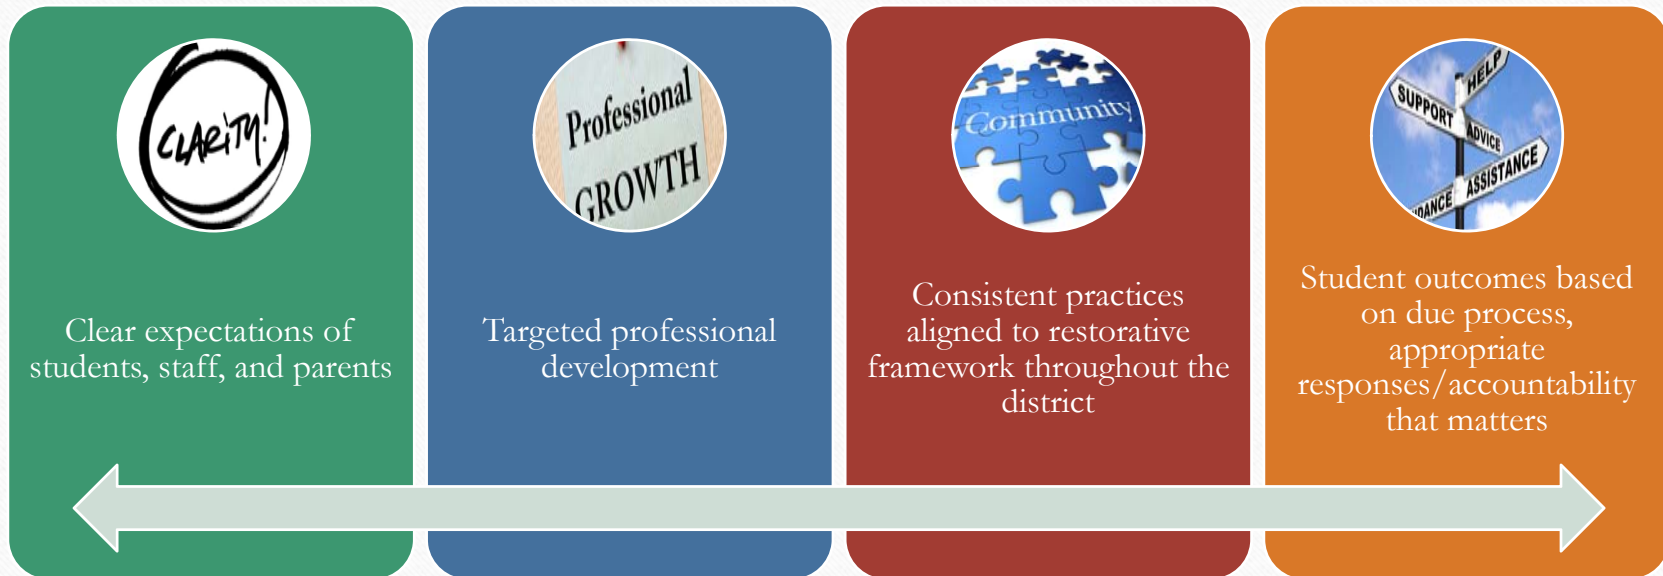 CLARiTY!
Clear expectations of
students, staff, and parents
Professional
GROWTH
Targeted professional
development
Community
Consistent practices
aligned to restorative
framework throughout the
district
HELP
SUPPORT
ADVICE
ASSISTANCE
IDANCE
Student outcomes based
on due process,
appropriate
responses/accountability
that matters